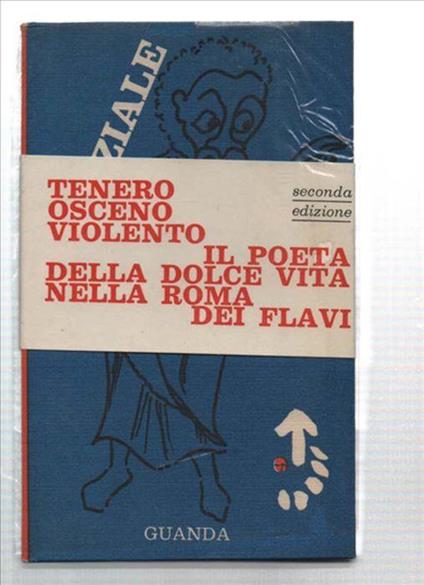 ZIALE
TENERO
OSCENO
VIOLENTO
IL POETA
DELLA DOLCE VITA
NELLA ROMA
DEI FLAVI
seconda
edizione
GUANDA